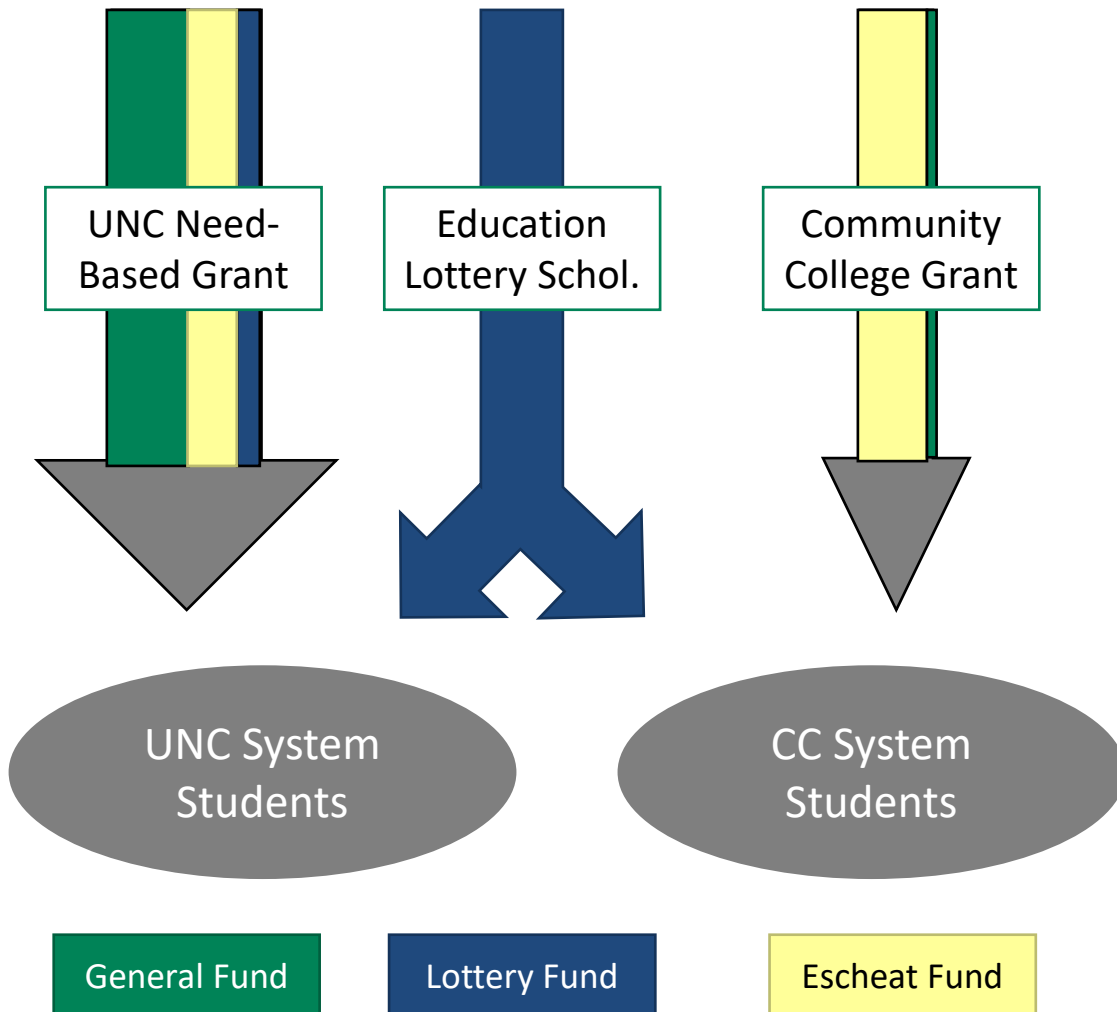 UNC Need-
Based Grant
Education
Lottery Schol.
Community
College Grant
UNC System
Students
CC System
Students
General Fund
Lottery Fund
Escheat Fund